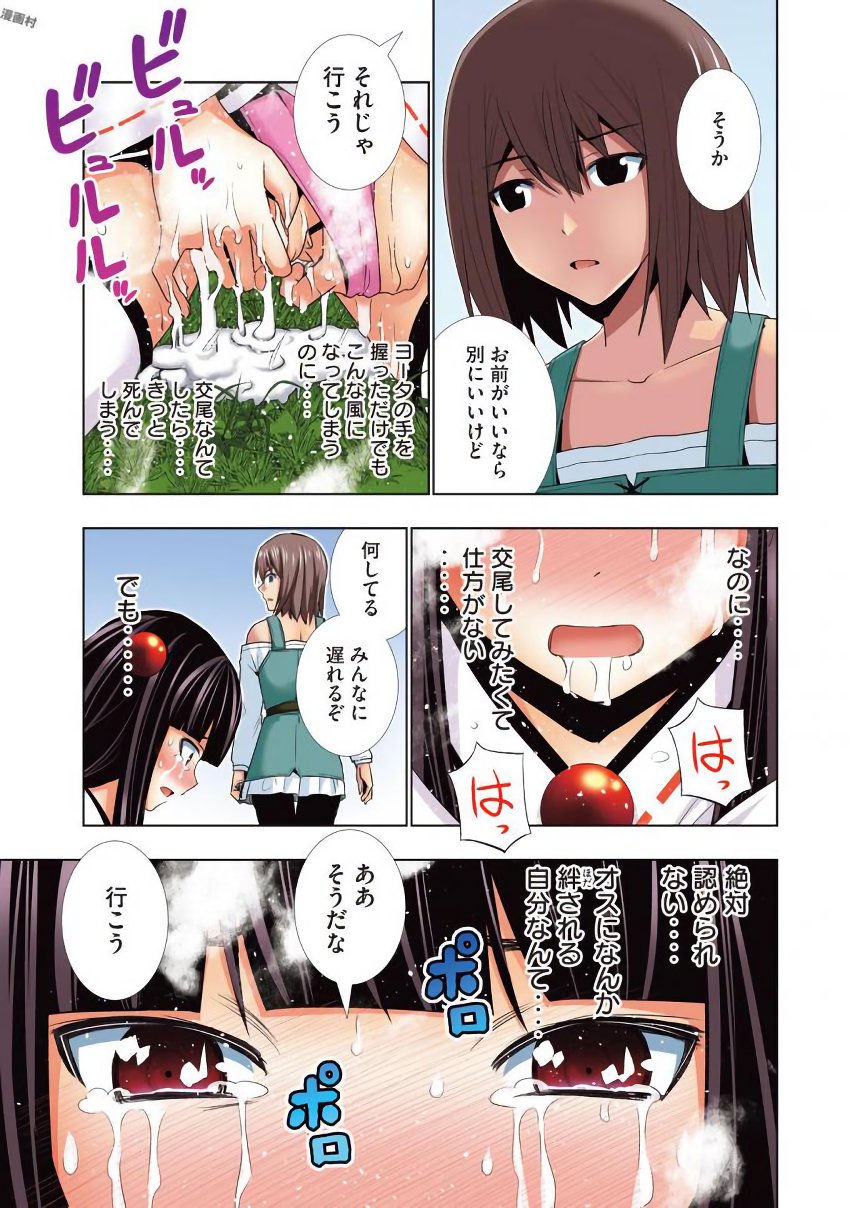 漫画村
そうか
お前がいいなら
別にいいけど
それじゃ
行こう
ビュルルッ
ビュルルルッ
ヨータの手を
握っただけでも
こんな風に
なってしまう
のに‥‥
交尾なんて
したら‥‥
きっと
死んで
しまう‥‥
なのに‥‥
交尾してみたくて
仕方がない
‥‥‥
はっ
はっ
何してる
みんなに
遅れるぞ
でも‥‥‥
絶対
認められ
ない‥‥
オスになんか
絆される
ほだ
自分なんて‥‥
ああ
そうだな
行こう
ポロ
ポロ